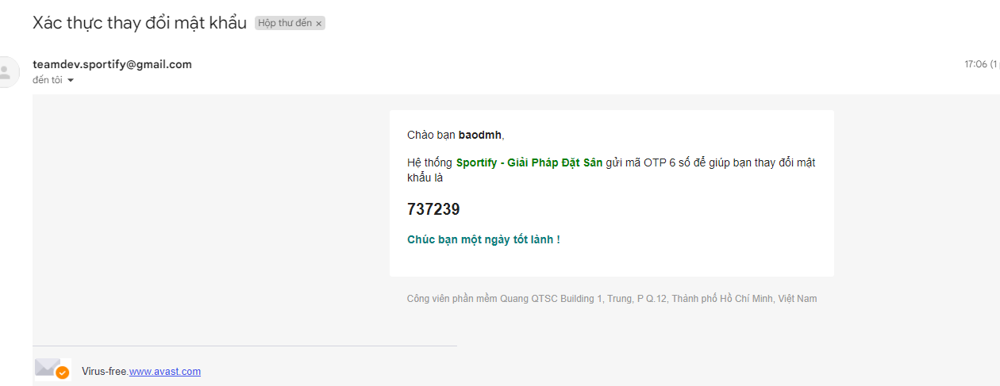 Xác thực thay đổi mật khẩu Hộp thư đến ×
teamdev.sportify@gmail.com
17:06 (1
đến tôi
Chào bạn baodmh,
Hệ thống Sportify - Giải Pháp Đặt Sân gửi mã OTP 6 số để giúp bạn thay đổi mật
khẩu là
737239
Chúc bạn một ngày tốt lành !
Công viên phần mềm Quang QTSC Building 1, Trung, P Q.12, Thành phố Hồ Chí Minh, Việt Nam
Virus-free.www.avast.com